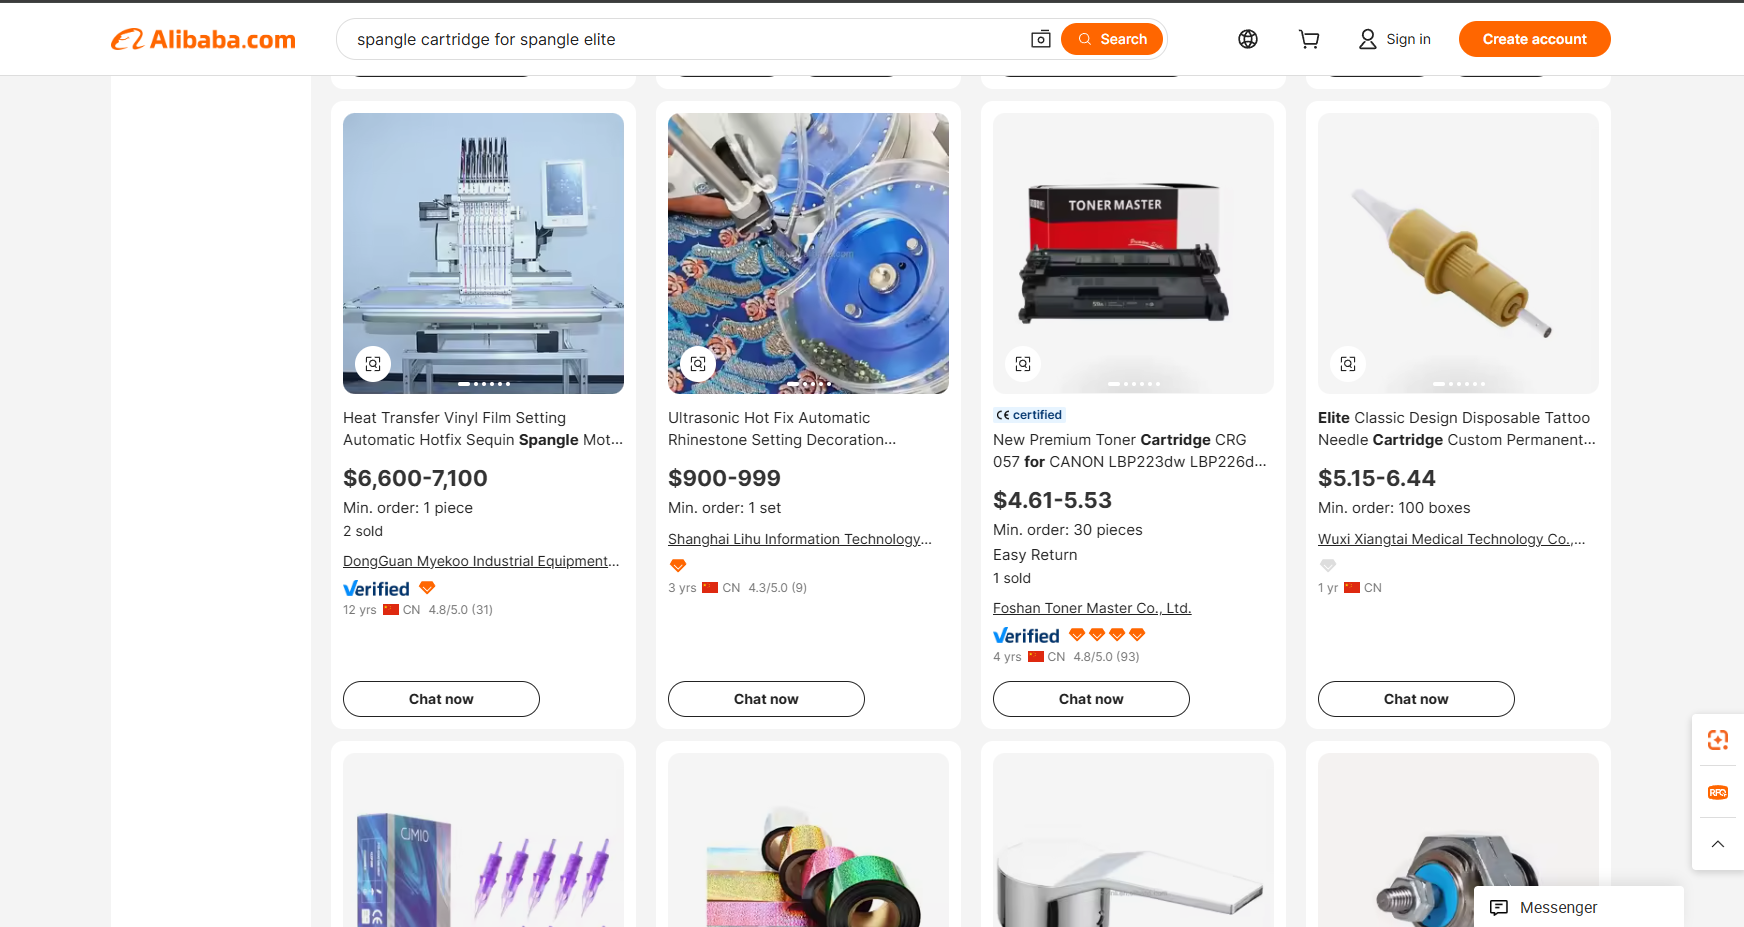 Alibaba.com
spangle cartridge for spangle elite
Search
Sign in
Create account
TONER MASTER
Heat Transfer Vinyl Film Setting
Automatic Hotfix Sequin Spangle Mot...
$6,600-7,100
Min. order: 1 piece
2 sold
DongGuan Myekoo Industrial Equipment...
Verified
12 yrs CN 4.8/5.0 (31)
Chat now
Ultrasonic Hot Fix Automatic
Rhinestone Setting Decoration...
$900-999
Min. order: 1 set
Shanghai Lihu Information Technology...
3 yrs CN 4.3/5.0 (9)
Chat now
CE certified
New Premium Toner Cartridge CRG
057 for CANON LBP223dw LBP226d...
$4.61-5.53
Min. order: 30 pieces
Easy Return
1 sold
Foshan Toner Master Co., Ltd.
Verified
4 yrs CN 4.8/5.0 (93)
Chat now
Elite Classic Design Disposable Tattoo
Needle Cartridge Custom Permanent...
$5.15-6.44
Min. order: 100 boxes
Wuxi Xiangtai Medical Technology Co.,...
1 yr CN
Chat now
RFQ
CJM10
Messenger